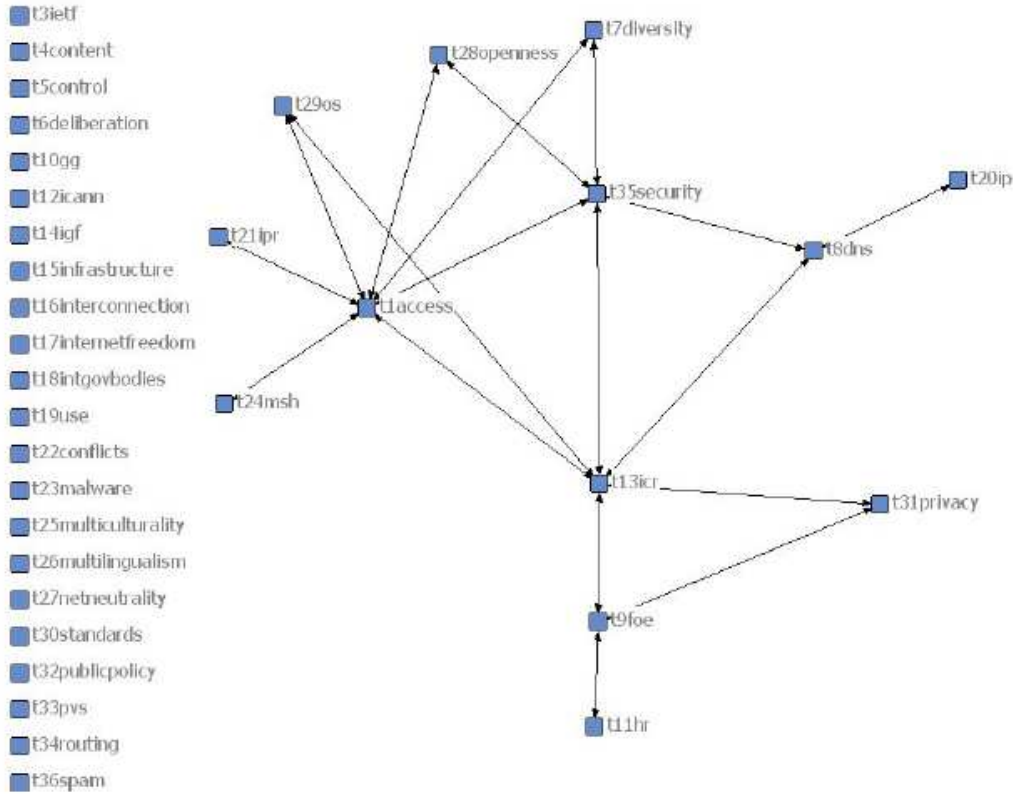 t3ietf
t4content
t5control
t6deliberation
t10gg
t12icann
t14igf
t15infrastructure
t16interconnection
t17internetfreedom
t18intgovbodies
t19use
t22conflicts
t23malware
t25multiculturality
t26multilingualism
t27netneutrality
t30standards
t32publicpolicy
t33pvs
t34routing
t36spam
t7diversity
t28openness
t29os
t35security
t20ip
t21ipr
t8dns
t1access
t24msh
t13icr
t31privacy
t9foe
t11hr